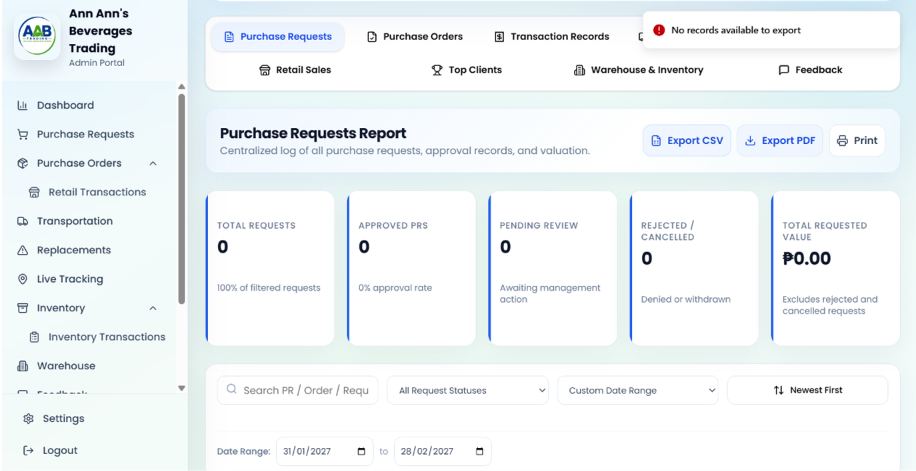 Ann Ann's
Beverages
Trading
Admin Portal
AAB
TRADING
Dashboard
Purchase Requests
Purchase Orders
Retail Transactions
Transportation
Replacements
Live Tracking
Inventory
Inventory Transactions
Warehouse
Feedback
Settings
Logout
Purchase Requests
Purchase Orders
Transaction Records
No records available to export
Retail Sales
Top Clients
Warehouse & Inventory
Feedback
Purchase Requests Report
Centralized log of all purchase requests, approval records, and valuation.
Export CSV
Export PDF
Print
TOTAL REQUESTS
0
100% of filtered requests
APPROVED PRS
0
0% approval rate
PENDING REVIEW
0
Awaiting management
action
REJECTED /
CANCELLED
0
Denied or withdrawn
TOTAL REQUESTED
VALUE
₱0.00
Excludes rejected and
cancelled requests
Search PR / Order / Requ
All Request Statuses
Custom Date Range
Newest First
Date Range: 31/01/2027 to 28/02/2027